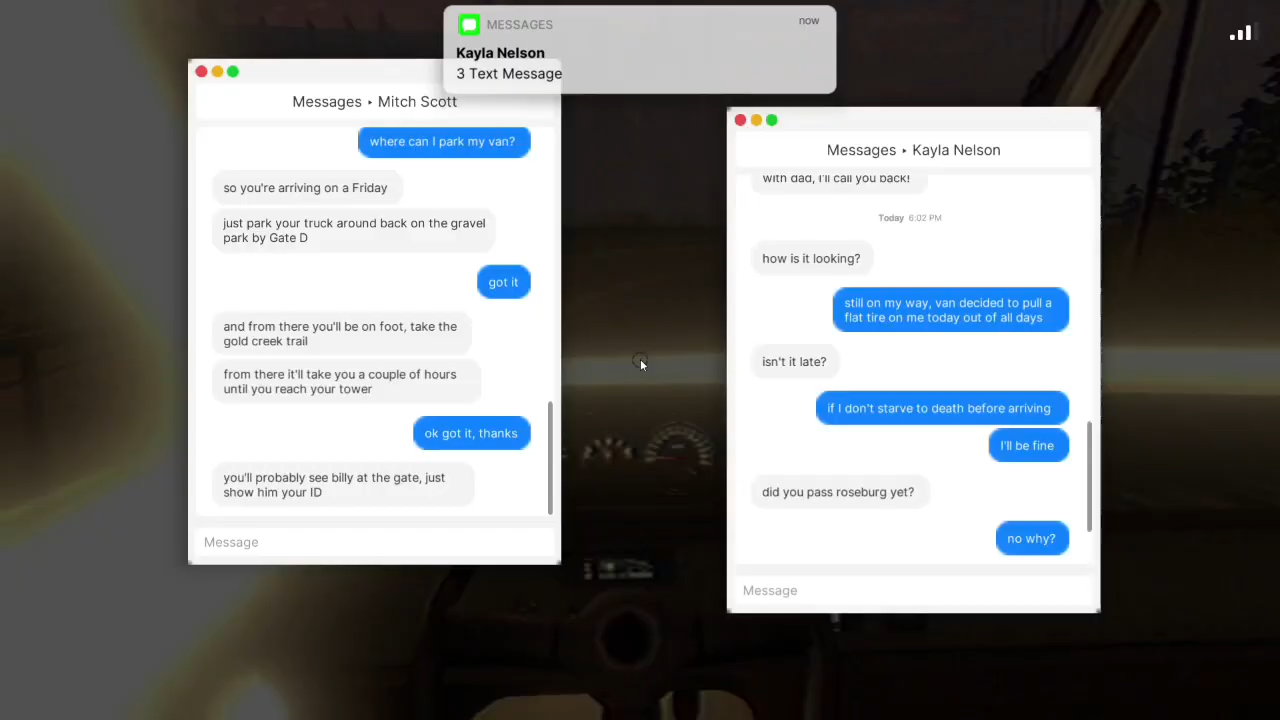 MESSAGES
now
Kayla Nelson
3 Text Message
Messages ‣ Mitch Scott
where can I park my van?
so you're arriving on a Friday
just park your truck around back on the gravel
park by Gate D
got it
and from there you'll be on foot, take the
gold creek trail
from there it'll take you a couple of hours
until you reach your tower
ok got it, thanks
you'll probably see billy at the gate, just
show him your ID
Message
Messages ‣ Kayla Nelson
with dad, I'll call you back!
Today 6:02 PM
how is it looking?
still on my way, van decided to pull a
flat tire on me today out of all days
isn't it late?
if I don't starve to death before arriving
I'll be fine
did you pass roseburg yet?
no why?
Message